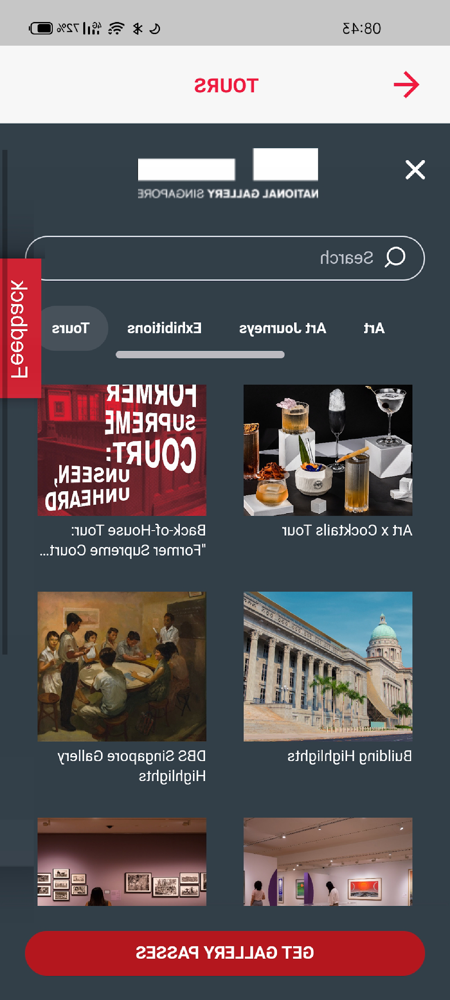 08:43
4G 72%
TOURS
NATIONAL GALLERY SINGAPORE
Search
Feedback
Art Art Journeys Exhibitions Tours
FORMER
SUPREME
COURT:
UNSEEN,
UNHEARD
Art x Cocktails Tour
Back-of-House Tour:
"Former Supreme Court...
Building Highlights
DBS Singapore Gallery
Highlights
GET GALLERY PASSES